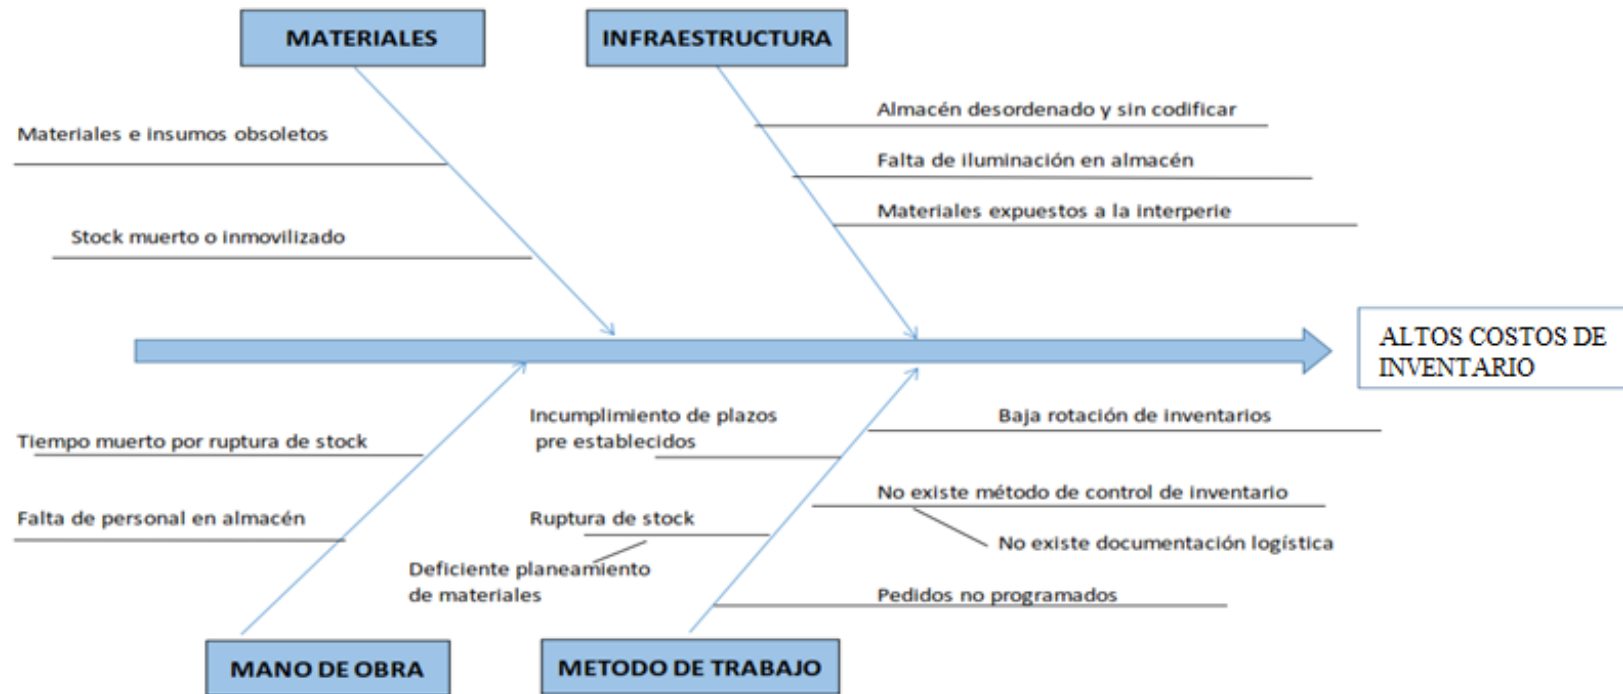 MATERIALES
INFRAESTRUCTURA
Almacén desordenado y sin codificar
Materiales e insumos obsoletos
Falta de iluminación en almacén
Materiales expuestos a la interperie
Stock muerto o inmovilizado
ALTOS COSTOS DE
INVENTARIO
Incumplimiento de plazos
pre establecidos
Baja rotación de inventarios
Tiempo muerto por ruptura de stock
No existe método de control de inventario
Falta de personal en almacén
Ruptura de stock
No existe documentación logística
Deficiente planeamiento
de materiales
Pedidos no programados
MANO DE OBRA
METODO DE TRABAJO